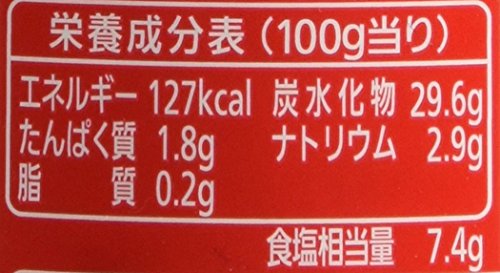 栄養成分表(100g当り)
エネルギー 127kcal 炭水化物 29.6g
たんぱく質 1.8g ナトリウム 2.9g
脂 質 0.2g
食塩相当量 7.4g